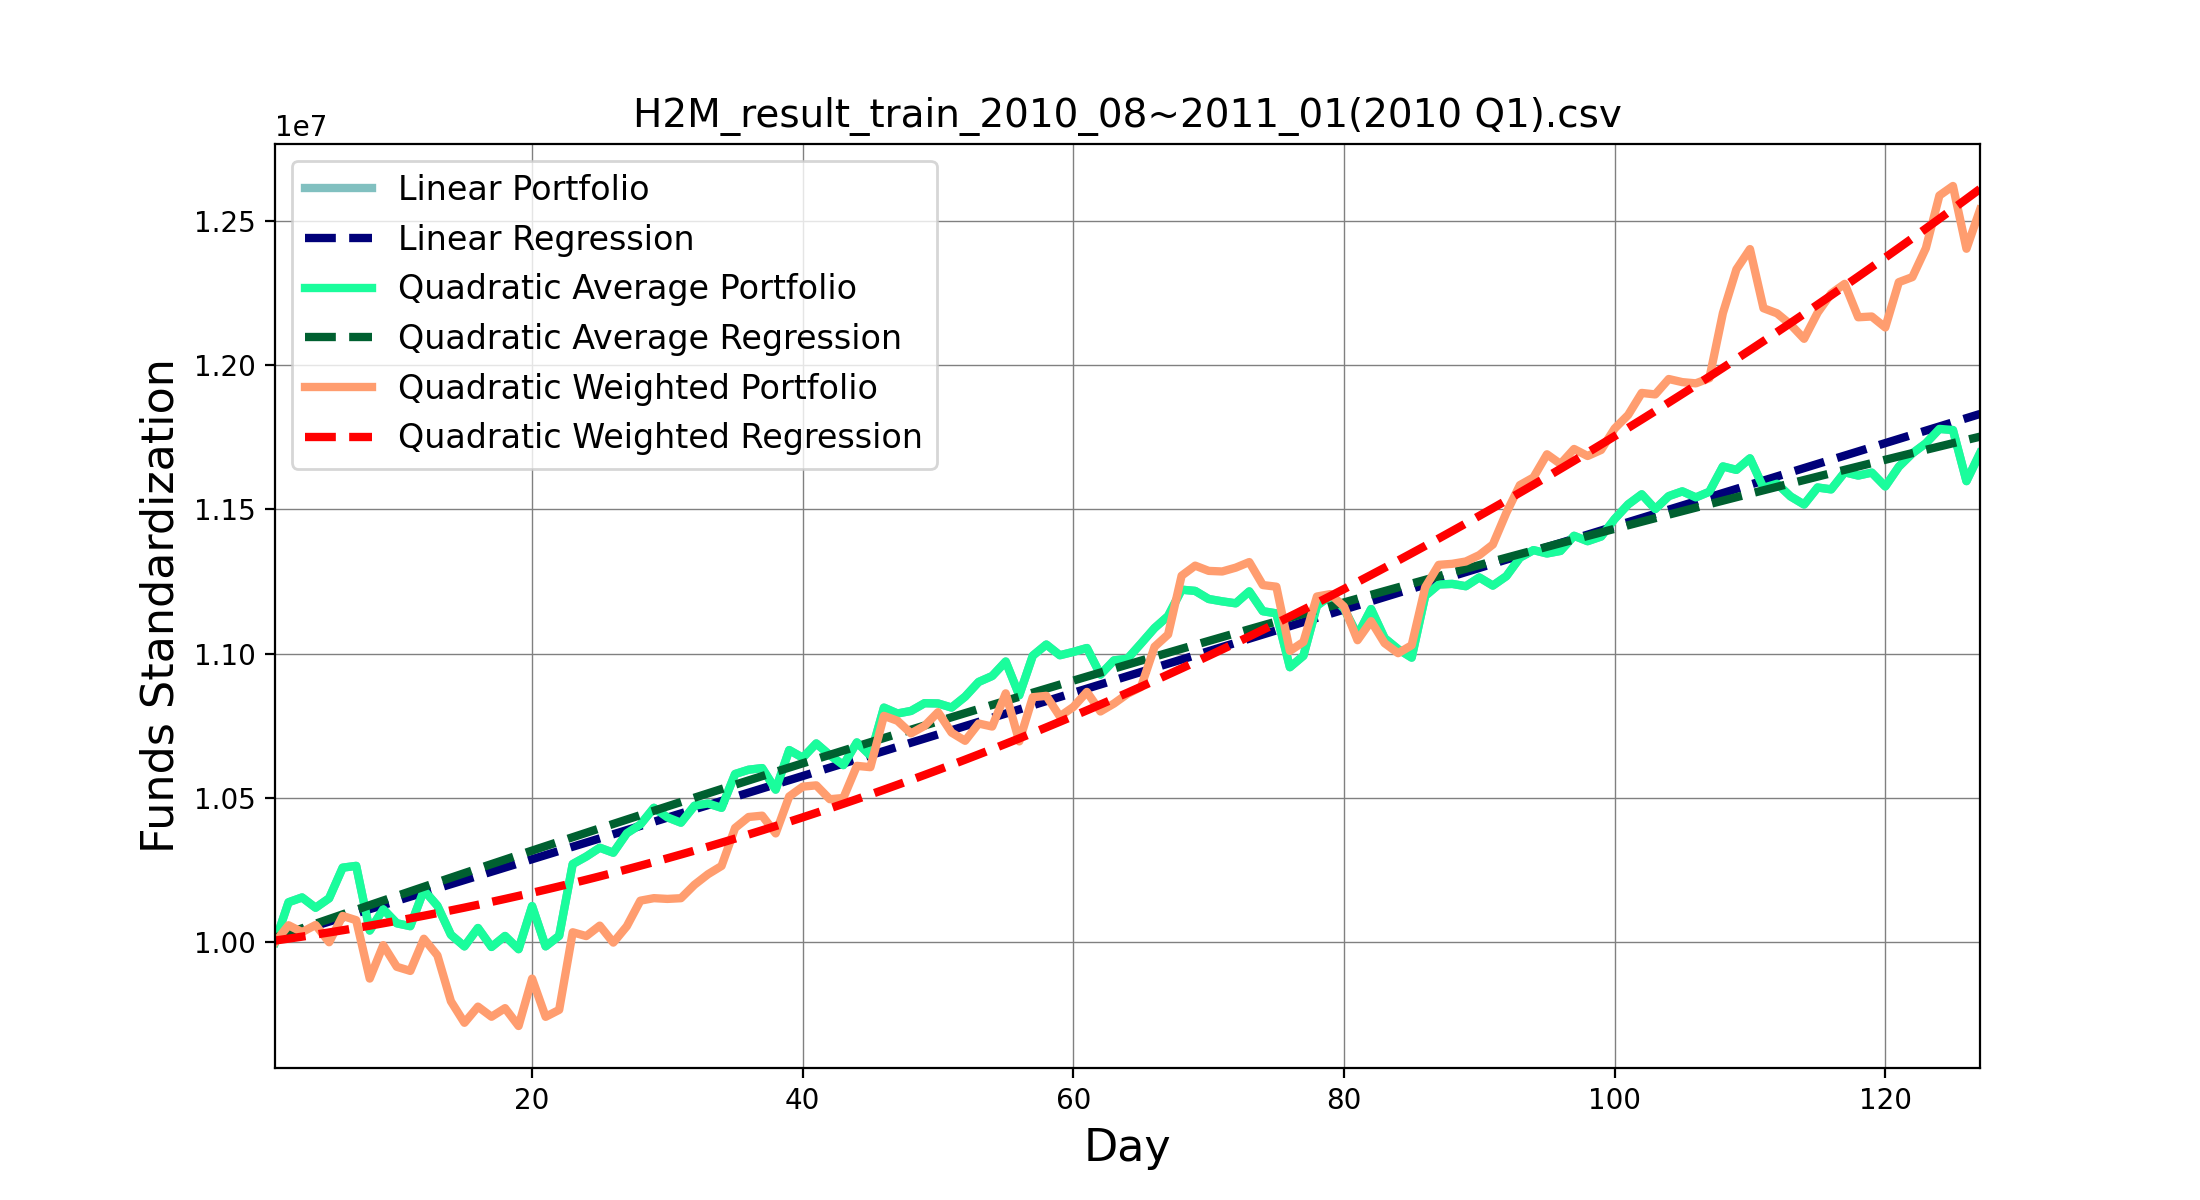 H2M_result_train_2010_08~2011_01(2010 Q1).csv
1e7
Linear Portfolio
Linear Regression
Quadratic Average Portfolio
Quadratic Average Regression
Quadratic Weighted Portfolio
Quadratic Weighted Regression
Funds Standardization
1.25
1.20
1.15
1.10
1.05
1.00
20 40 60 80 100 120
Day